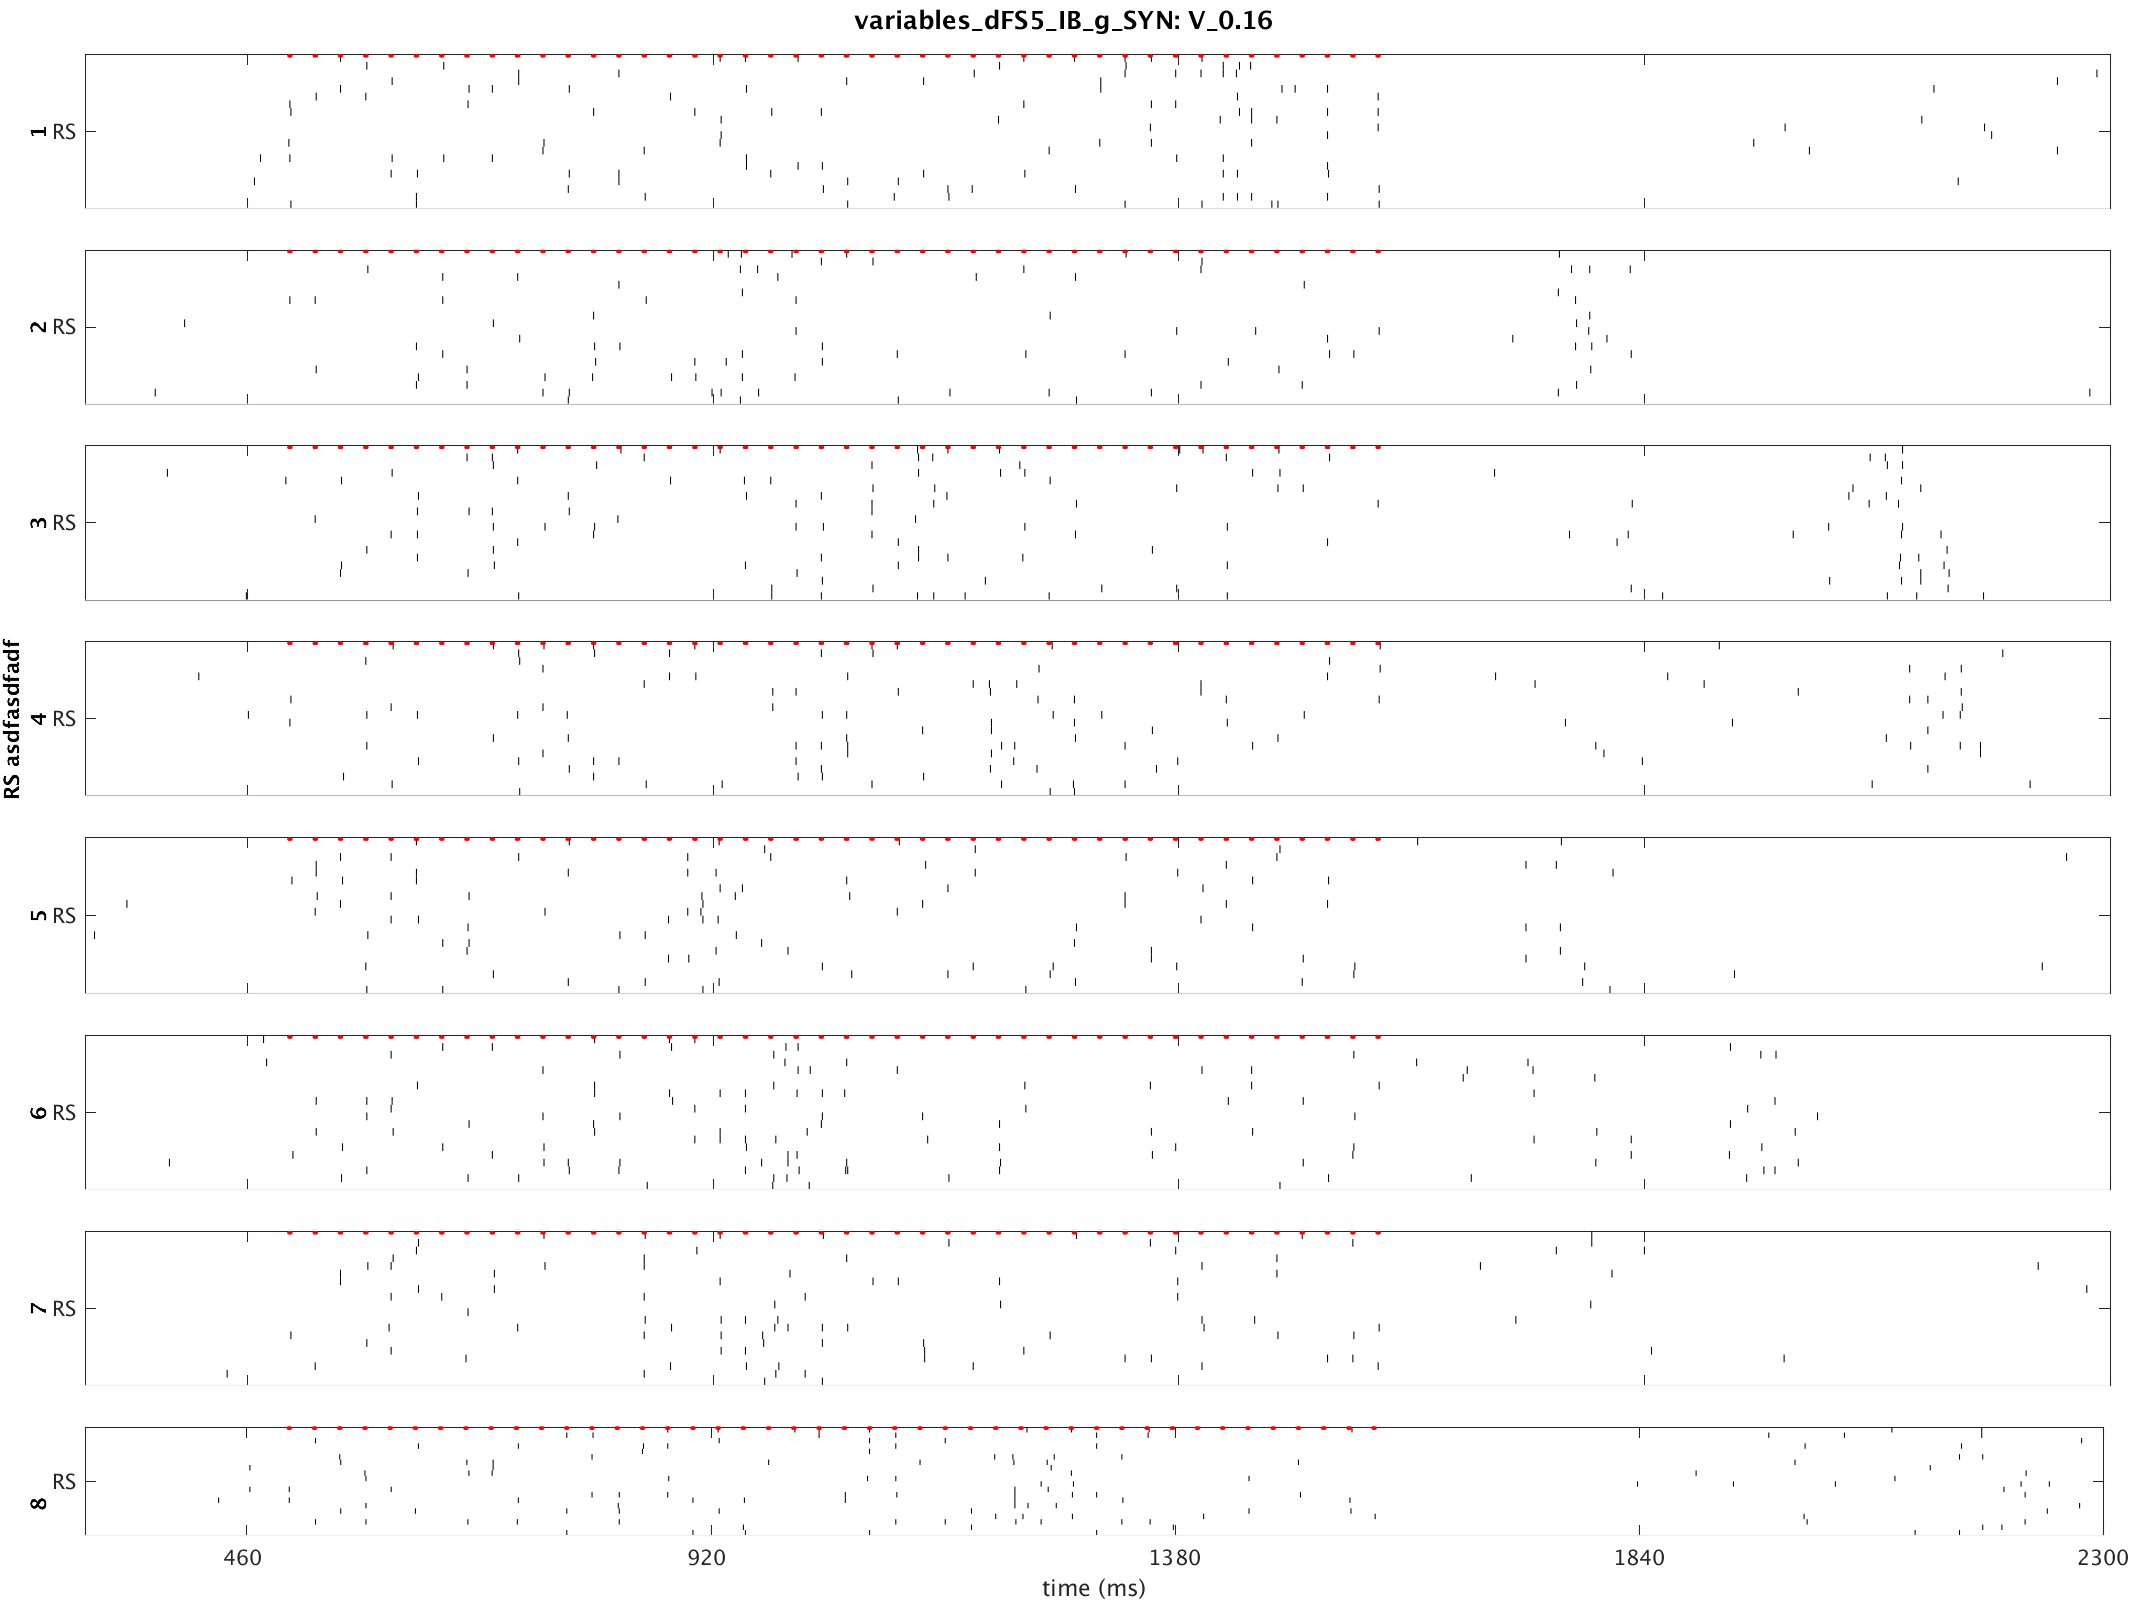 variables_dFS5_IB_g_SYN: V_0.16
1 RS
2 RS
3 RS
RS asdfasdfadf
4 RS
5 RS
6 RS
7 RS
8 RS
460 920 1380 1840 2300
time (ms)